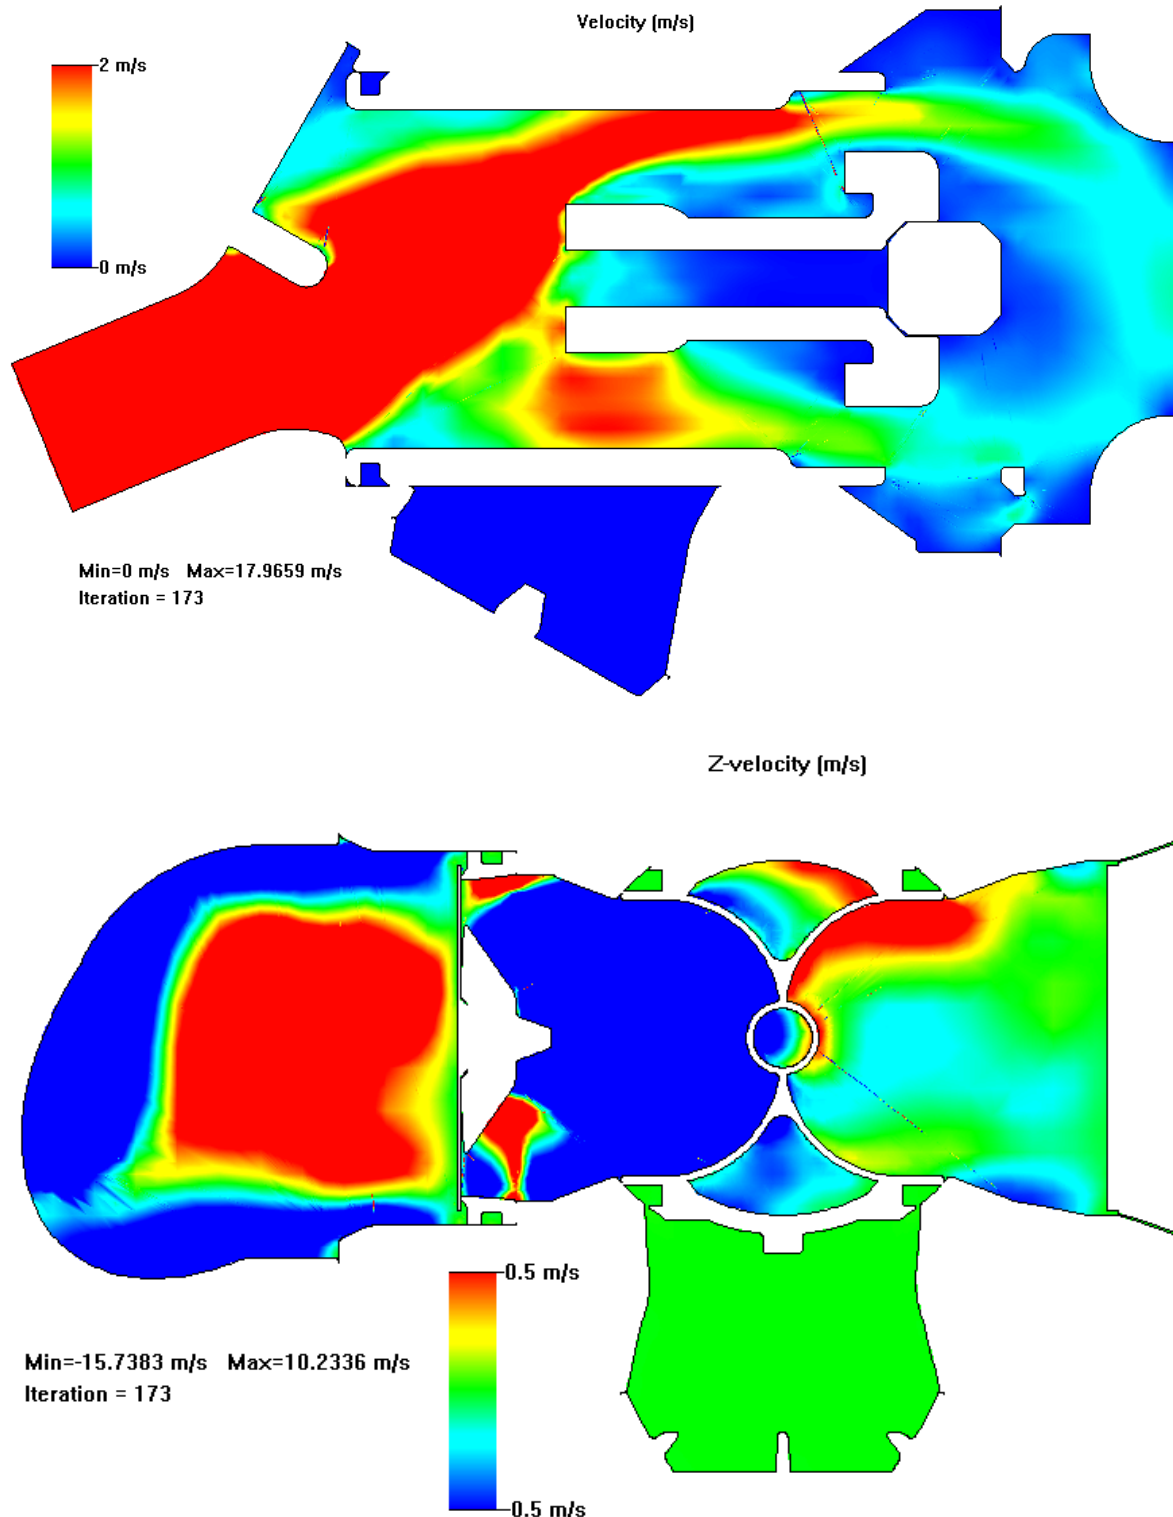 Velocity (m/s)
2 m/s
0 m/s
Min=0 m/s Max=17.9659 m/s
Iteration = 173
Z-velocity (m/s)
0.5 m/s
Min=-15.7383 m/s Max=10.2336 m/s
Iteration = 173
0.5 m/s